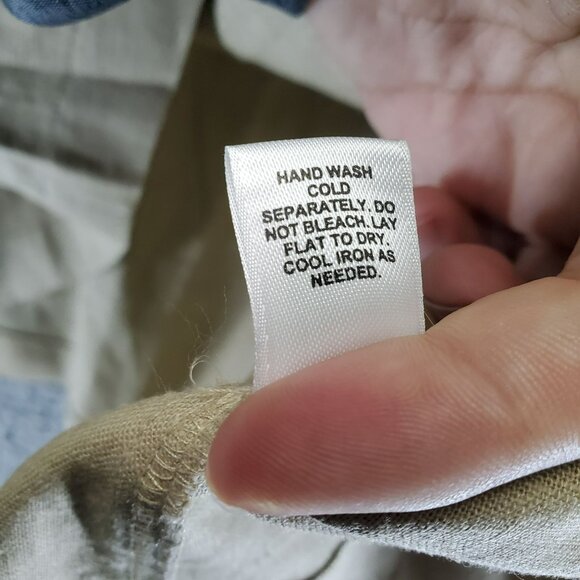 HAND WASH
COLD
SEPARATELY. DO
NOT BLEACH. LAY
FLAT TO DRY.
COOL IRON AS
NEEDED.